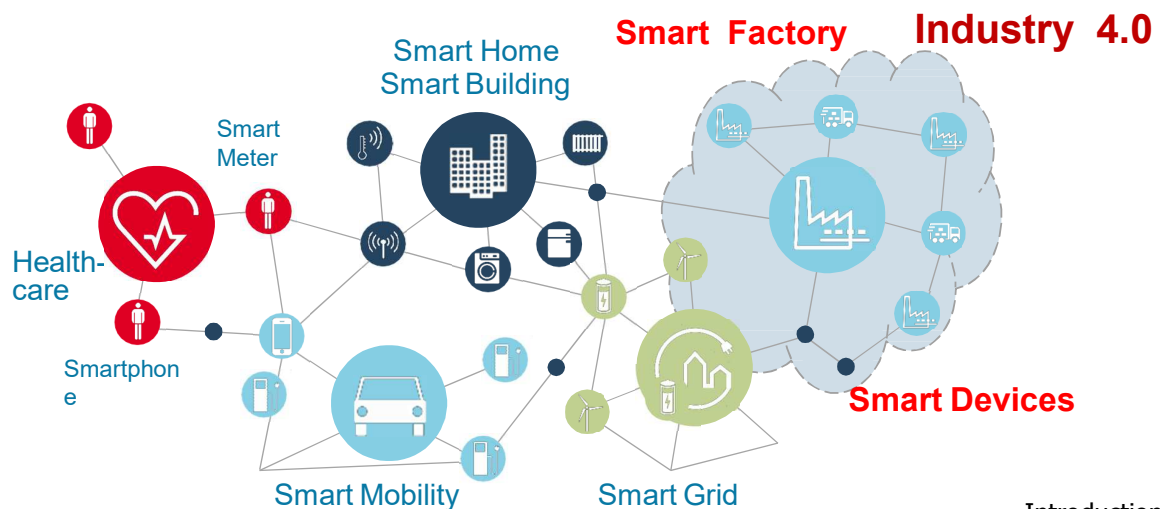 Smart Factory
Industry 4.0
Smart Home
Smart Building
Smart
Meter
Health-
care
Smartphon
e
Smart Devices
Smart Mobility
Smart Grid
Introduction